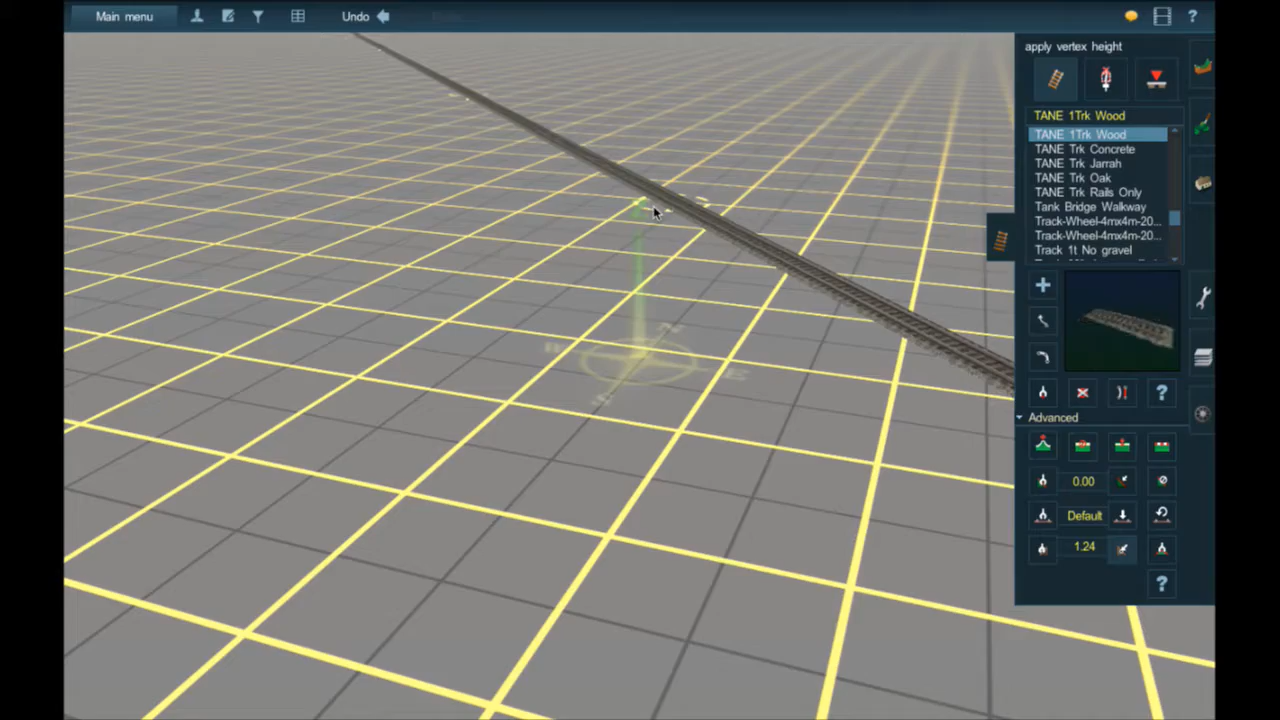 Main menu
Undo
?
apply vertex height
TANE 1Trk Wood
TANE 1Trk Wood
TANE Trk Concrete
TANE Trk Jarrah
TANE Trk Oak
TANE Trk Rails Only
Tank Bridge Walkway
Track-Wheel-4mx4m-20...
Track-Wheel-4mx4m-20...
Track 1t No gravel
?
Advanced
0.00
Default
1.24
?
N
W
E
S